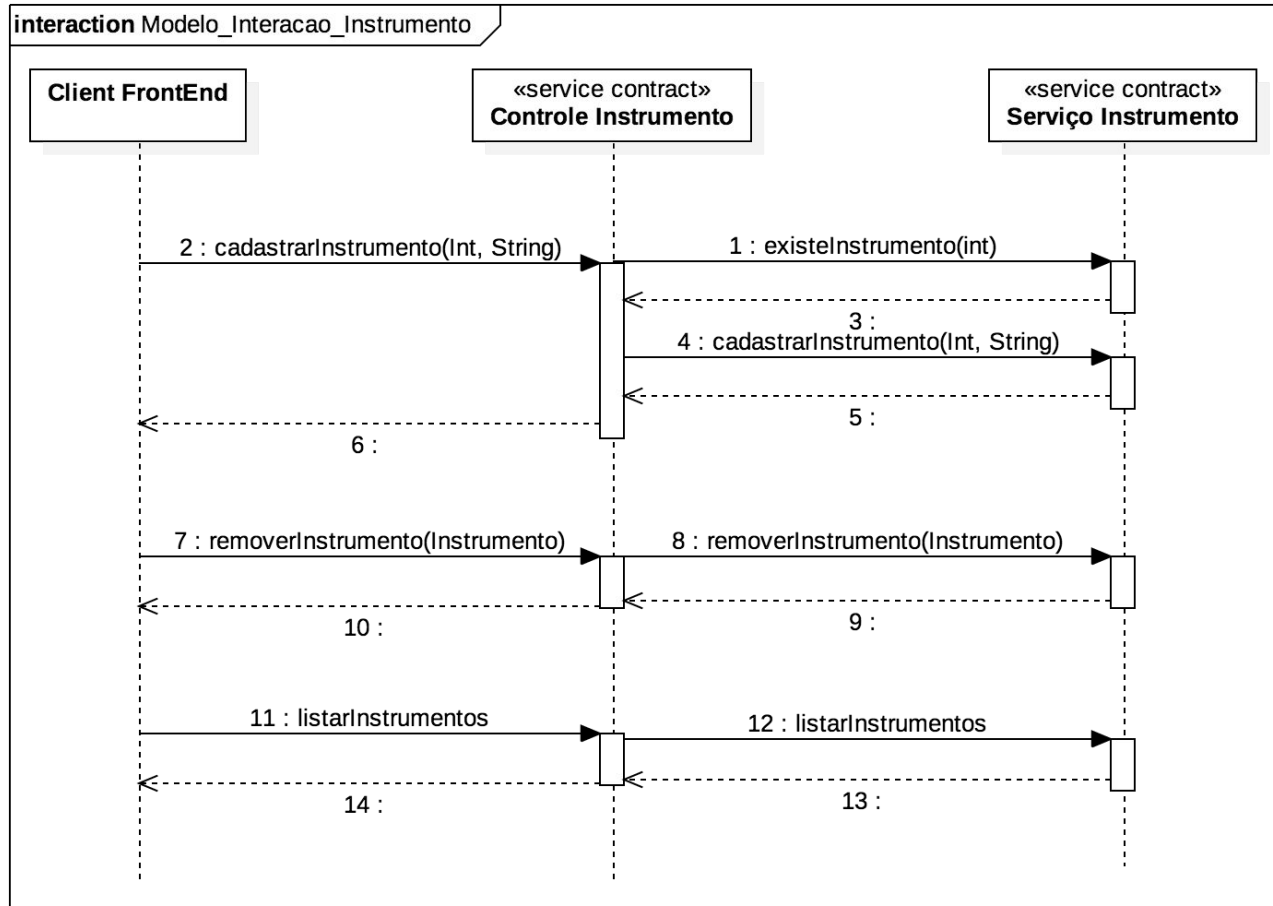 interaction Modelo_Interacao_Instrumento
Client FrontEnd
«service contract»
Controle Instrumento
«service contract»
Serviço Instrumento
2 : cadastrarInstrumento(Int, String)
1 : existeInstrumento(int)
3 :
4 : cadastrarInstrumento(Int, String)
5 :
6 :
7 : removerInstrumento(Instrumento)
8 : removerInstrumento(Instrumento)
9 :
10 :
11 : listarInstrumentos
12 : listarInstrumentos
13 :
14 :